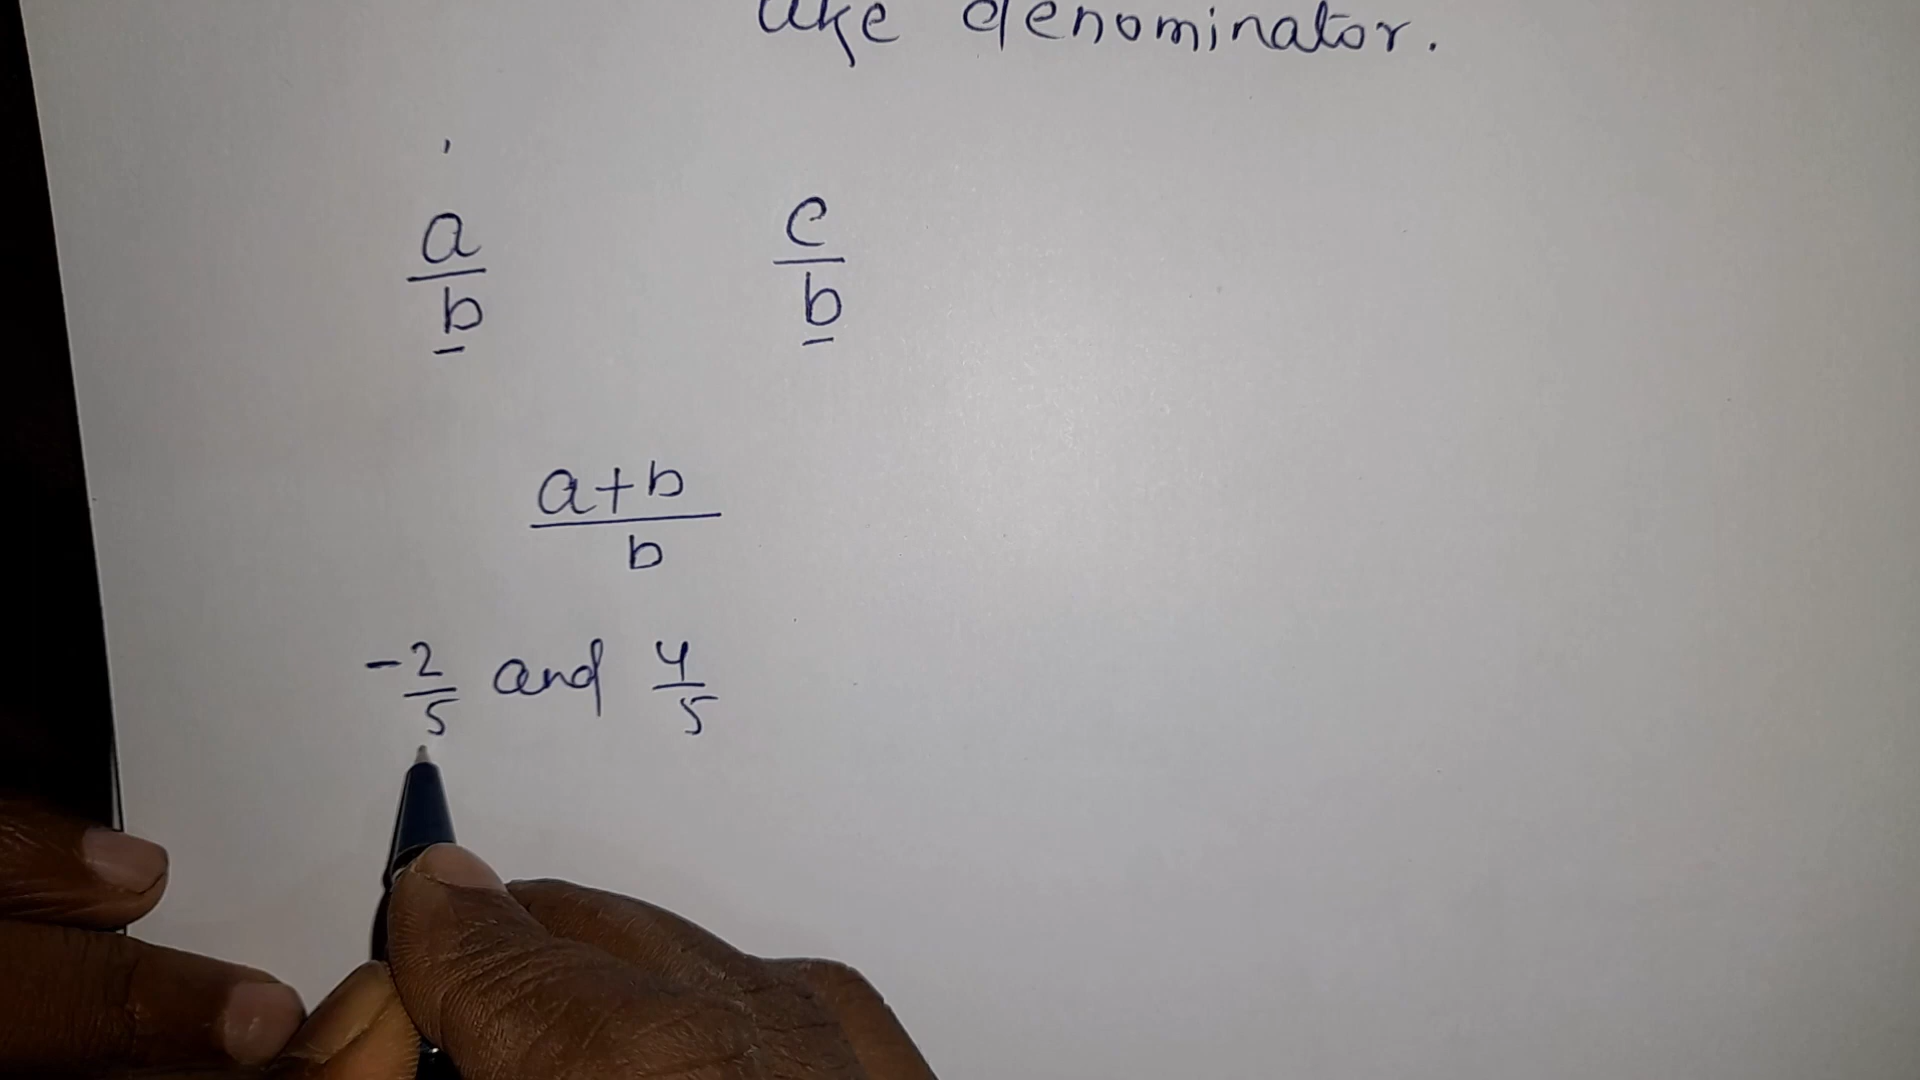 like denominator.
a/b c/b
a+b/b
-2/5 and 4/5